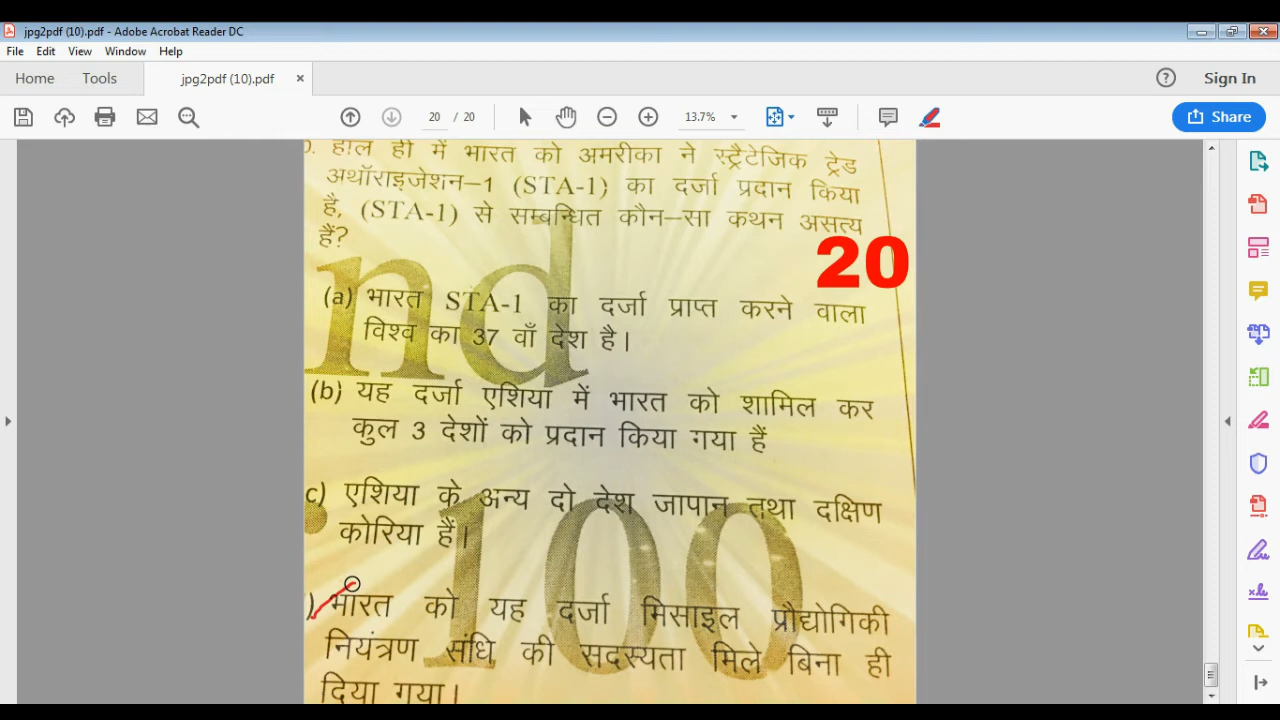 jpg2pdf (10).pdf - Adobe Acrobat Reader DC
File Edit View Window Help
Home Tools jpg2pdf (10).pdf × Sign In
20 / 20 13.7% Share
हाल ही में भारत को अमरीका ने स्ट्रैटेजिक ट्रेड
अथॉराइजेशन–1 (STA-1) का दर्जा प्रदान किया
है, (STA-1) से सम्बन्धित कौन–सा कथन असत्य
हैं?
20
(a) भारत STA-1 का दर्जा प्राप्त करने वाला
विश्व का 37 वाँ देश है।
(b) यह दर्जा एशिया में भारत को शामिल कर
कुल 3 देशों को प्रदान किया गया हैं
c) एशिया के अन्य दो देश जापान तथा दक्षिण
कोरिया हैं।
) भारत को यह दर्जा मिसाइल प्रौद्योगिकी
नियंत्रण संधि की सदस्यता मिले बिना ही
दिया गया।
nd
100